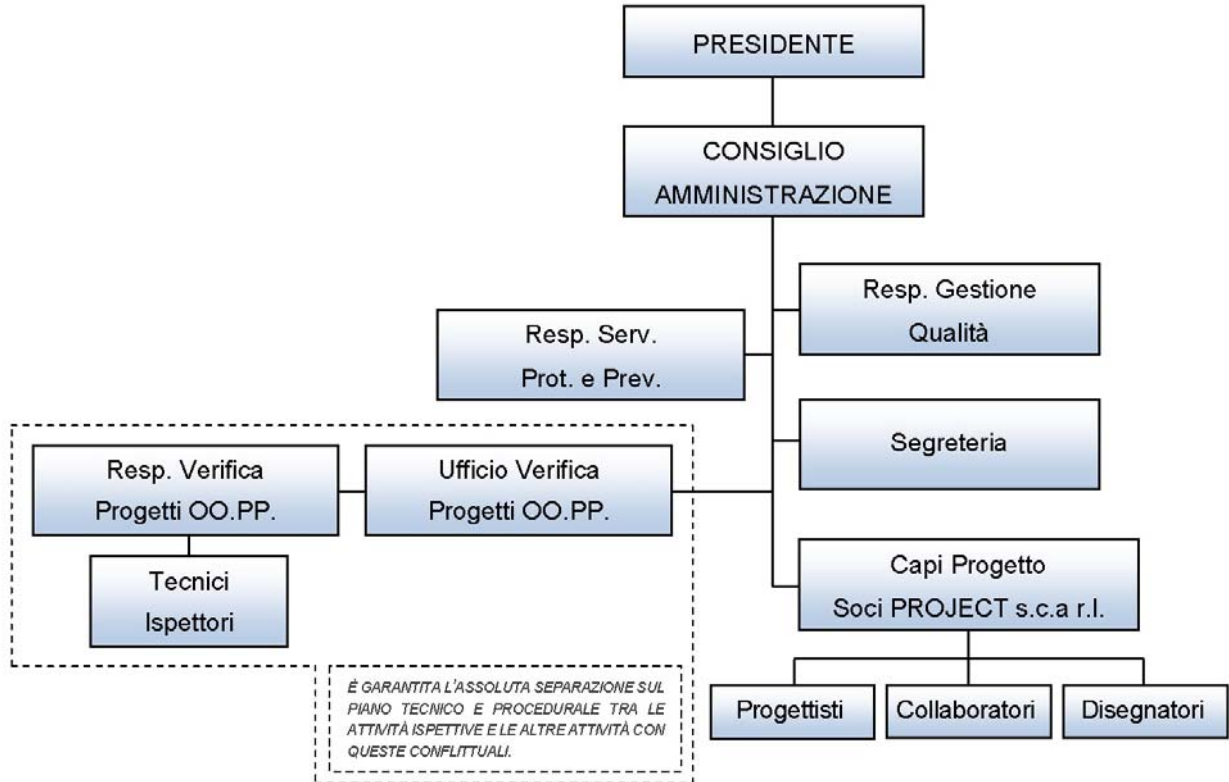 PRESIDENTE
CONSIGLIO
AMMINISTRAZIONE
Resp. Gestione
Qualità
Resp. Serv.
Prot. e Prev.
Segreteria
Resp. Verifica
Progetti OO.PP.
Ufficio Verifica
Progetti OO.PP.
Tecnici
Ispettori
Capi Progetto
Soci PROJECT s.c.a r.l.
È GARANTITA L'ASSOLUTA SEPARAZIONE SUL
PIANO TECNICO E PROCEDURALE TRA LE
ATTIVITÀ ISPETTIVE E LE ALTRE ATTIVITÀ CON
QUESTE CONFLITTUALI.
Progettisti
Collaboratori
Disegnatori